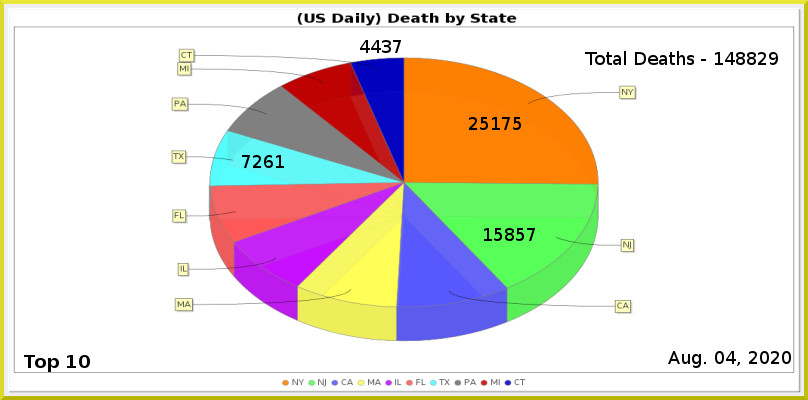 (US Daily) Death by State
CT
4437
Total Deaths - 148829
MI
NY
PA
25175
TX
7261
FL
15857
NJ
IL
MA
CA
Top 10
Aug. 04, 2020
NY NJ CA MA IL FL TX PA MI CT